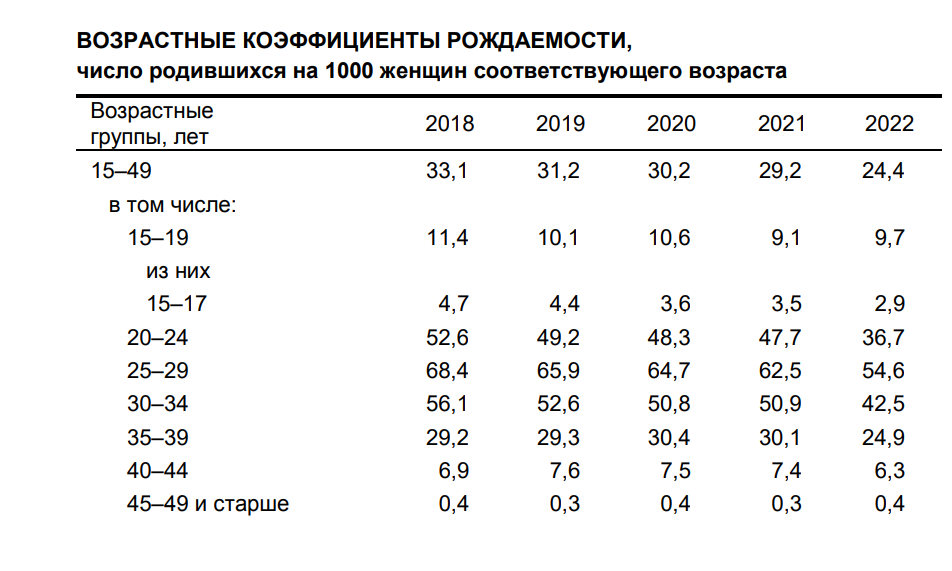 ВОЗРАСТНЫЕ КОЭФФИЦИЕНТЫ РОЖДАЕМОСТИ,
число родившихся на 1000 женщин соответствующего возраста
Возрастные
группы, лет 2018 2019 2020 2021 2022
15–49 33,1 31,2 30,2 29,2 24,4
в том числе:
15–19 11,4 10,1 10,6 9,1 9,7
из них
15–17 4,7 4,4 3,6 3,5 2,9
20–24 52,6 49,2 48,3 47,7 36,7
25–29 68,4 65,9 64,7 62,5 54,6
30–34 56,1 52,6 50,8 50,9 42,5
35–39 29,2 29,3 30,4 30,1 24,9
40–44 6,9 7,6 7,5 7,4 6,3
45–49 и старше 0,4 0,3 0,4 0,3 0,4